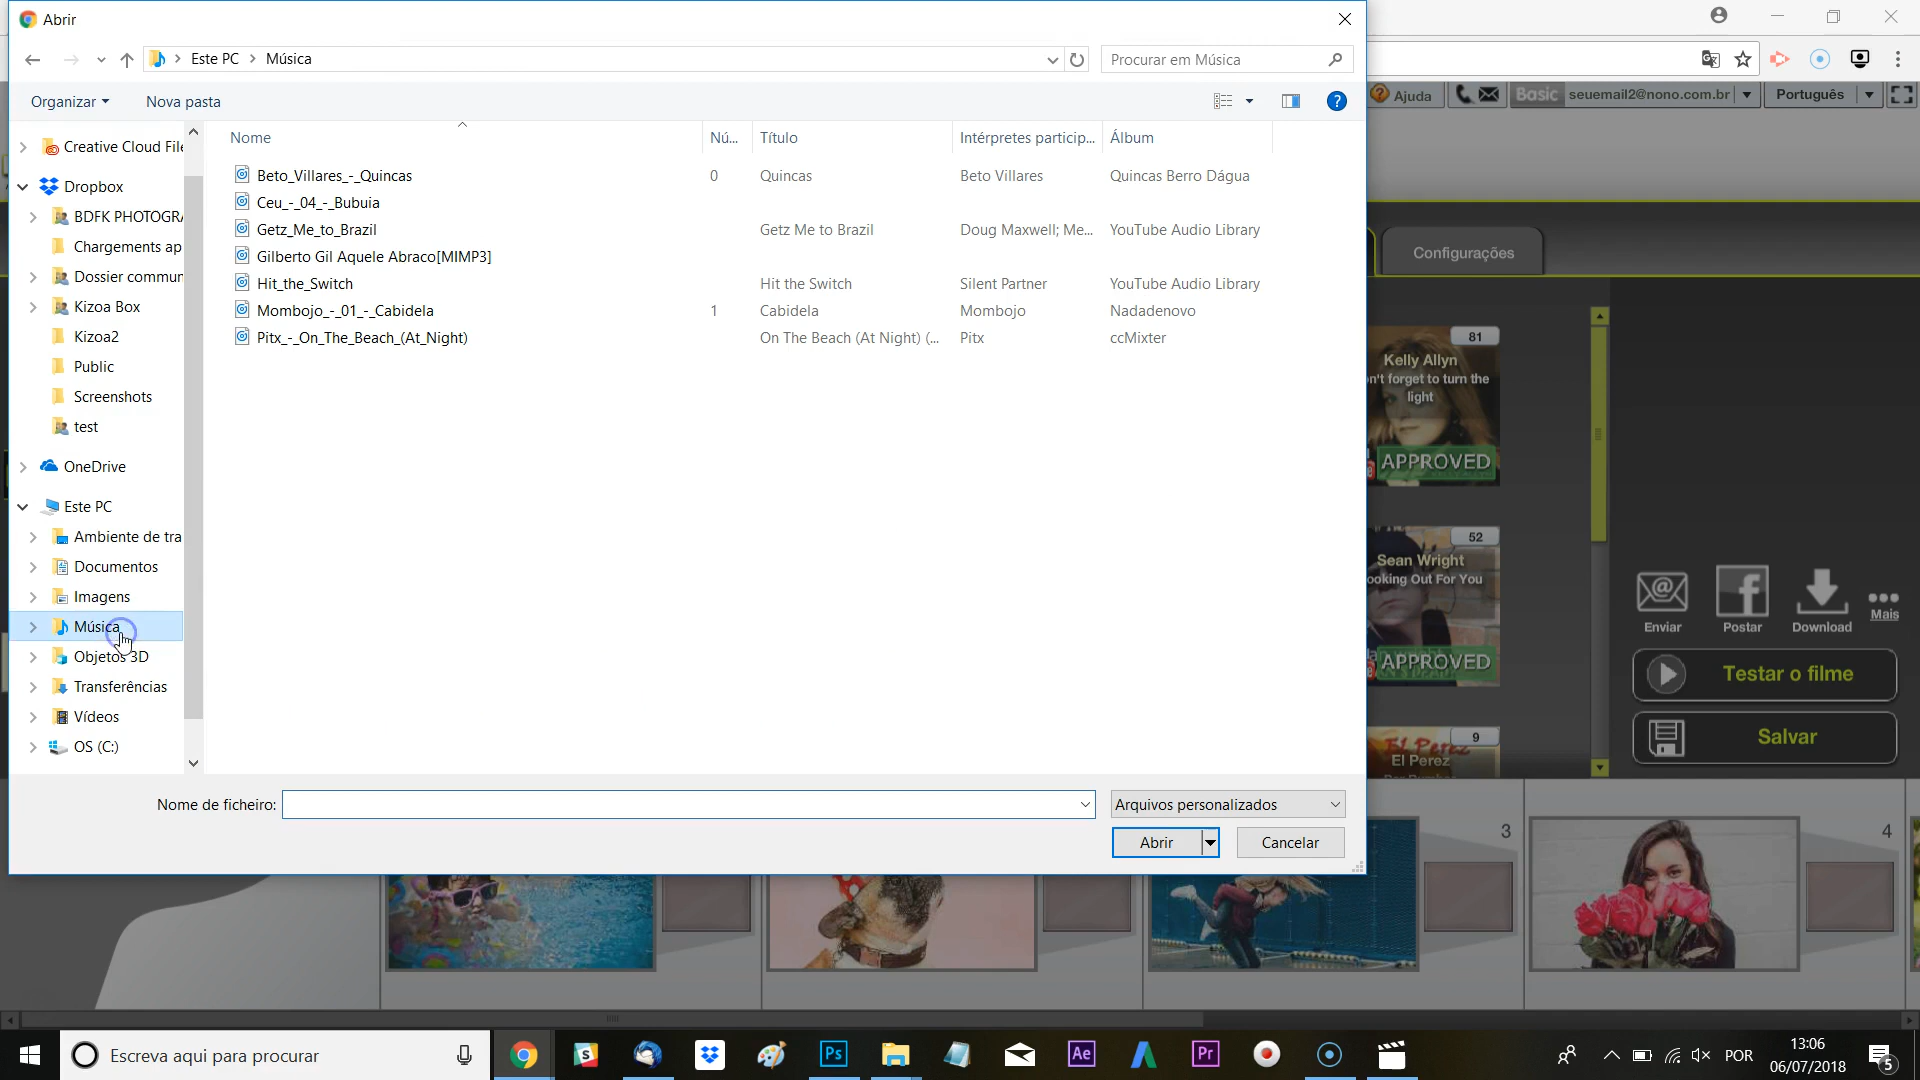 Abrir
Este PC > Música
Procurar em Música
Organizar
Nova pasta
Ajuda
Basic
seuemail2@nono.com.br
Português
Nome
Nú...
Título
Intérpretes particip...
Álbum
Beto_Villares_-_Quincas 0 Quincas Beto Villares Quincas Berro Dágua
Ceu_-_04_-_Bubuia
Getz_Me_to_Brazil Getz Me to Brazil Doug Maxwell; Me... YouTube Audio Library
Gilberto Gil Aquele Abraco[MIMP3]
Hit_the_Switch Hit the Switch Silent Partner YouTube Audio Library
Mombojo_-_01_-_Cabidela 1 Cabidela Mombojo Nadadenovo
Pitx_-_On_The_Beach_(At_Night) On The Beach (At Night) (... Pitx ccMixter
Creative Cloud File
Dropbox
BDFK PHOTOGRA
Chargements ap
Dossier commun
Kizoa Box
Kizoa2
Public
Screenshots
test
OneDrive
Este PC
Ambiente de tra
Documentos
Imagens
Música
Objetos 3D
Transferências
Vídeos
OS (C:)
Nome de ficheiro:
Arquivos personalizados
Abrir
Cancelar
Configurações
81
Kelly Allyn
n't forget to turn the
light
APPROVED
52
Sean Wright
ooking Out For You
APPROVED
9
El Perez
El Perez
Enviar
Postar
Download
Mais
Testar o filme
Salvar
3
4
Escreva aqui para procurar
Ps
Ae
Pr
POR
13:06
06/07/2018
5